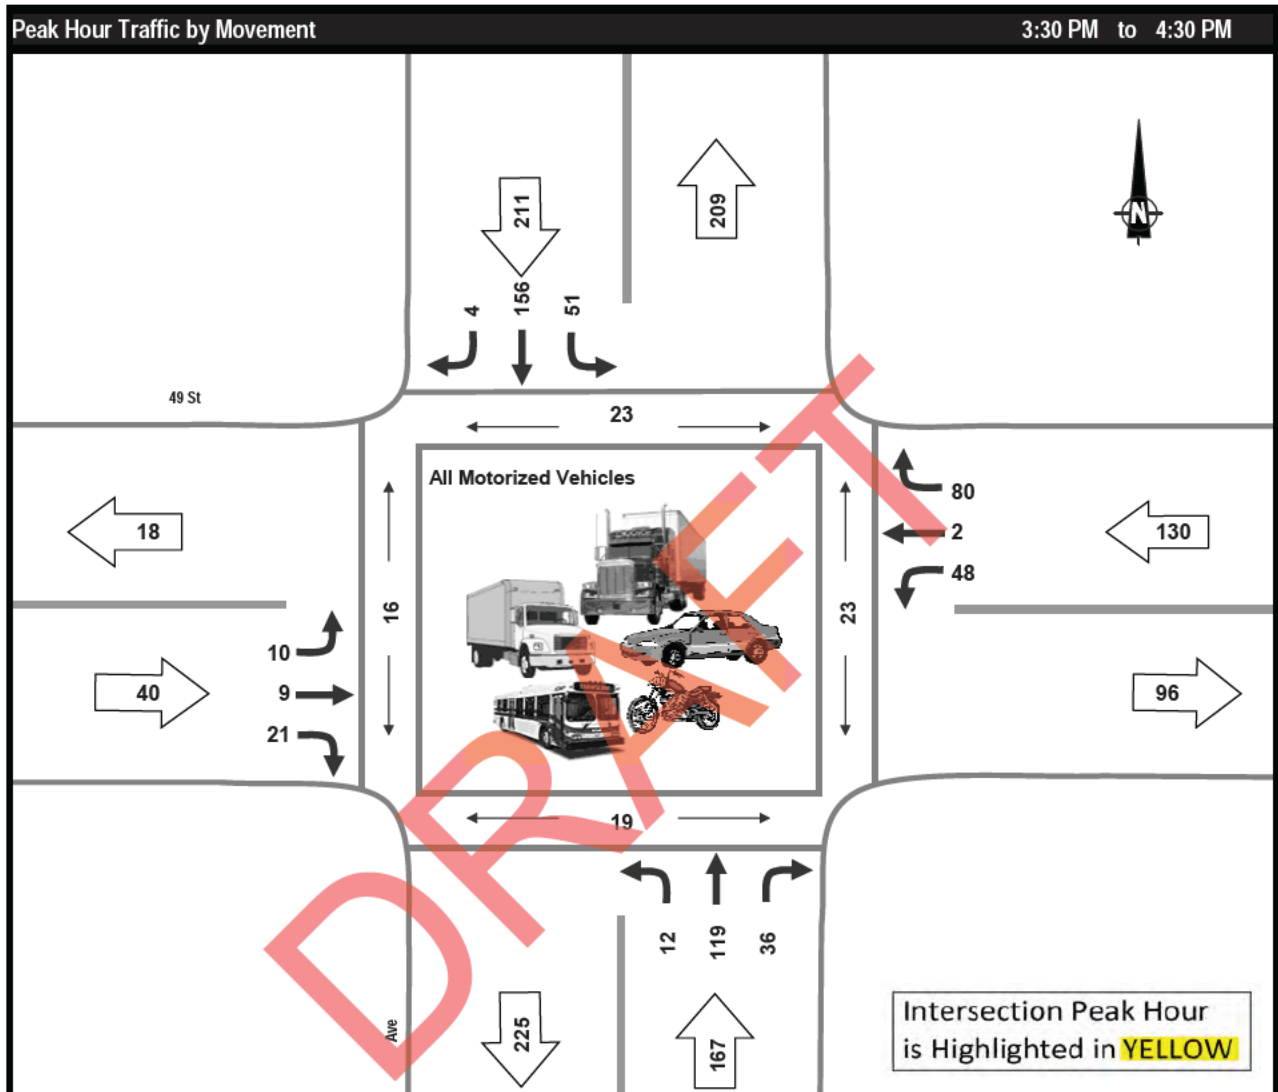 Peak Hour Traffic by Movement 3:30 PM to 4:30 PM
211
209
4 156 51
N
49 St
23
All Motorized Vehicles
80
18
2
130
48
16
23
10
40
9
96
21
19
12 119 36
Ave
225
167
Intersection Peak Hour
is Highlighted in YELLOW
DRAFT